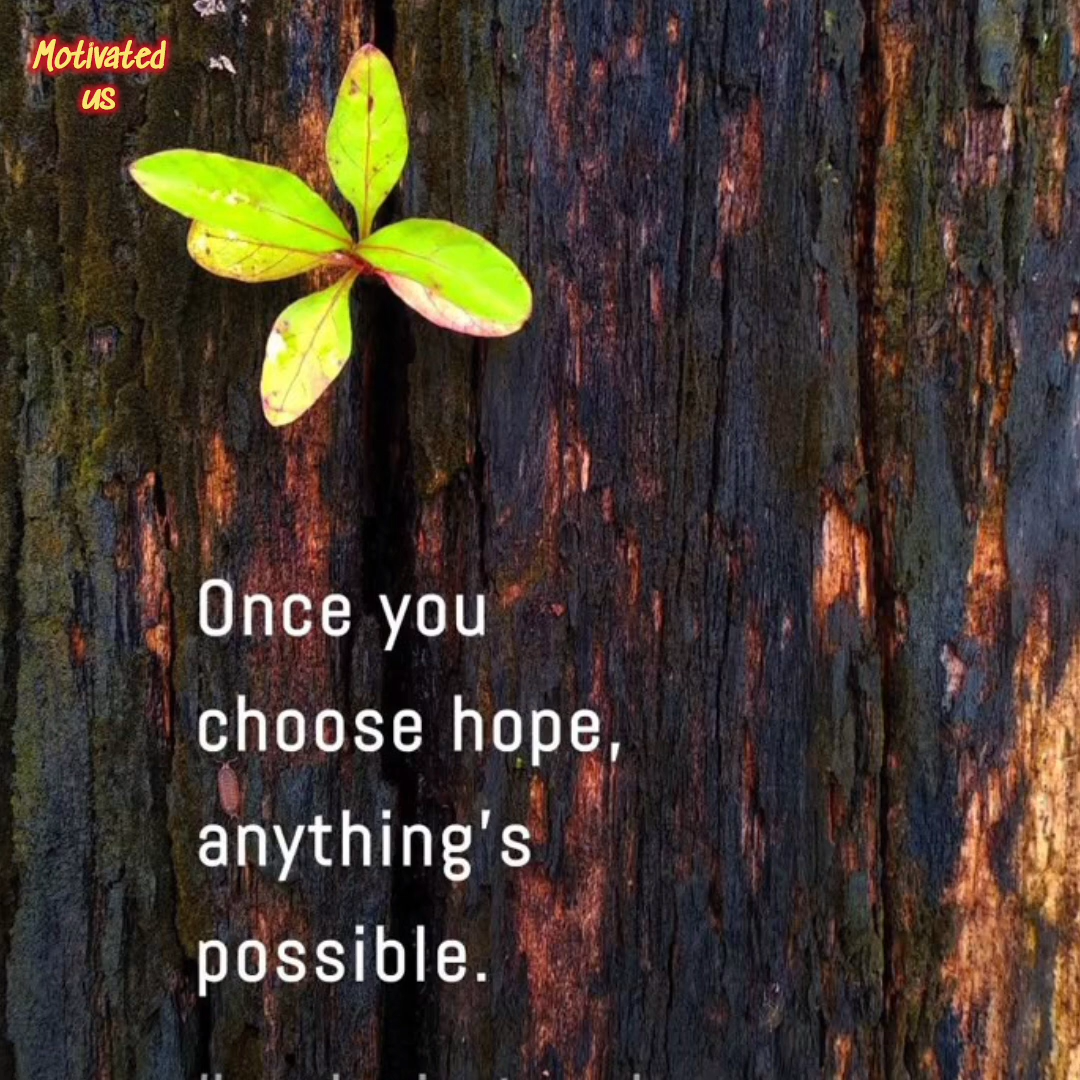 Motivated
us
Once you
choose hope,
anything's
possible.